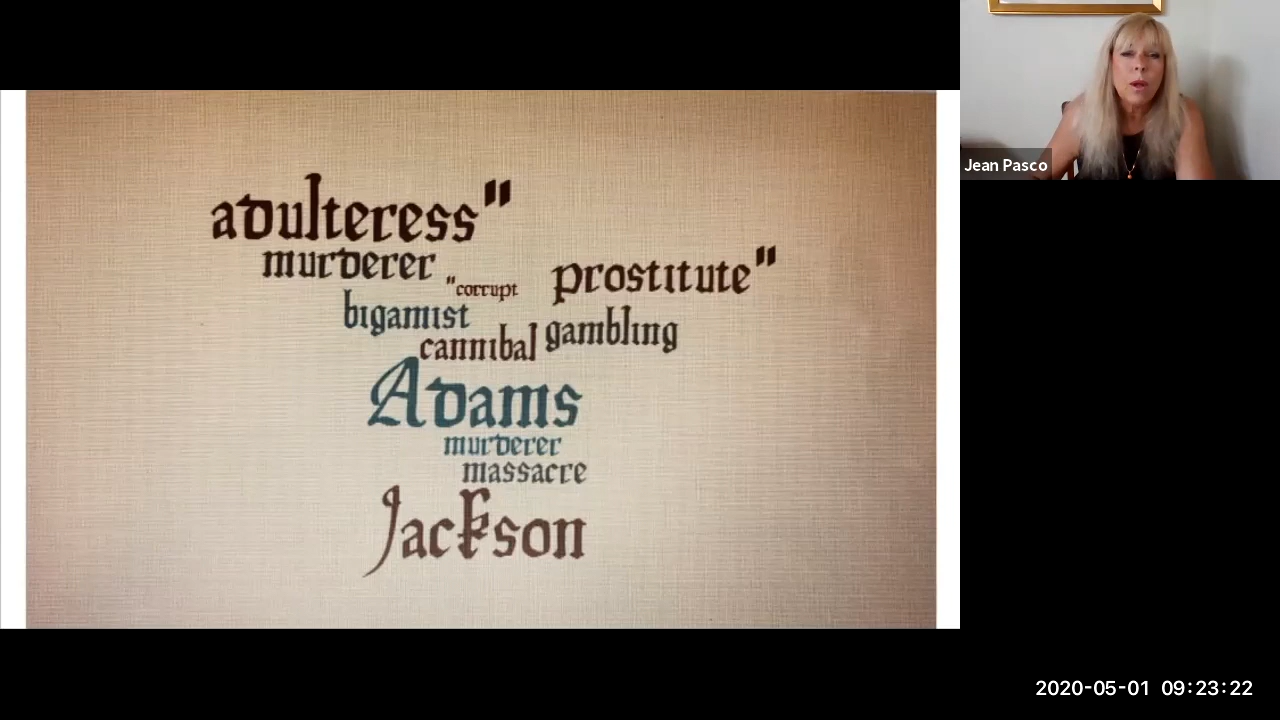 adulteress"
murderer
"corrupt prostitute"
bigamist
cannibal gambling
Adams
murderer
massacre
Jackson
Jean Pasco
2020-05-01 09:23:22